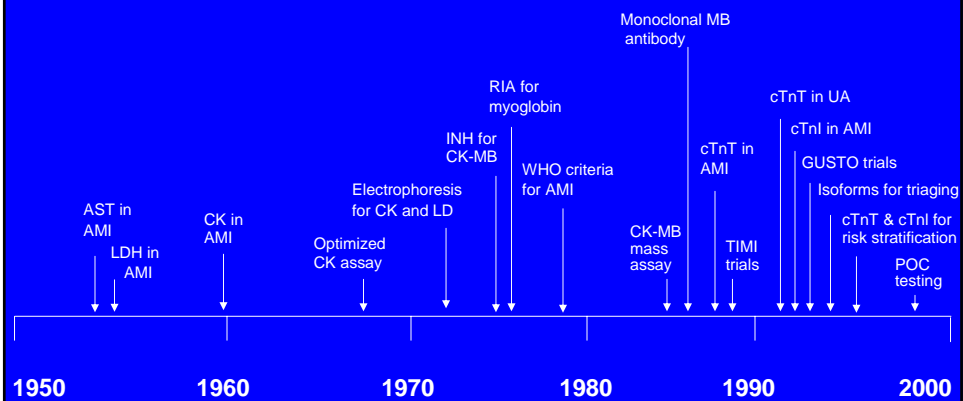 AST in
AMI
LDH in
AMI
CK in
AMI
Optimized
CK assay
Electrophoresis
for CK and LD
INH for
CK-MB
RIA for
myoglobin
WHO criteria
for AMI
CK-MB
mass
assay
Monoclonal MB
antibody
cTnT in
AMI
TIMI
trials
cTnT in UA
cTnI in AMI
GUSTO trials
Isoforms for triaging
cTnT & cTnI for
risk stratification
POC
testing
1950 1960 1970 1980 1990 2000